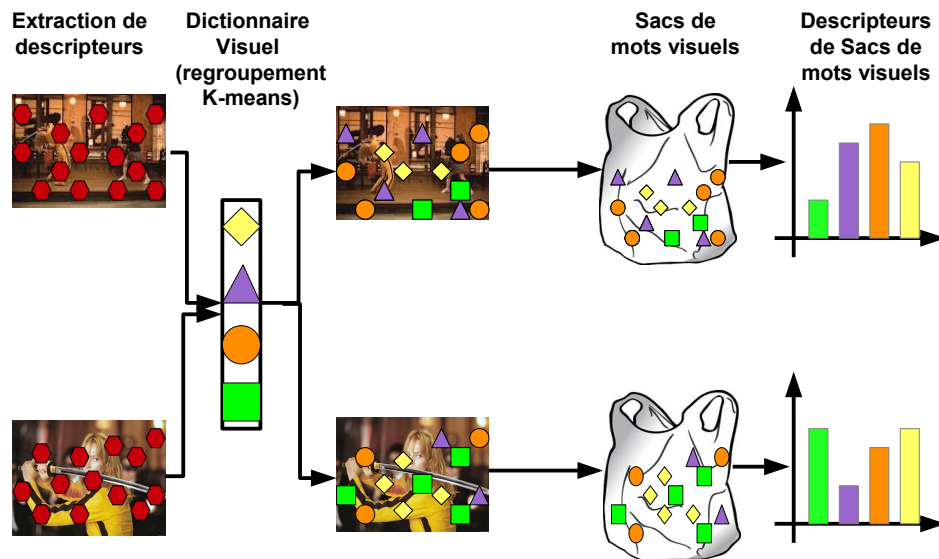 Extraction de
descripteurs
Dictionnaire
Visuel
(regroupement
K-means)
Sacs de
mots visuels
Descripteurs
de Sacs de
mots visuels